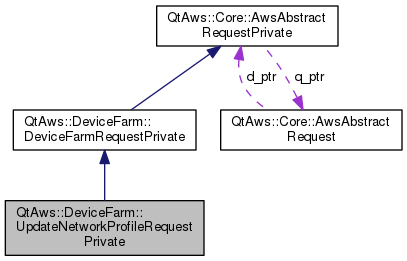 QtAws::Core::AwsAbstract
RequestPrivate
d_ptr
q_ptr
QtAws::DeviceFarm::
DeviceFarmRequestPrivate
QtAws::Core::AwsAbstract
Request
QtAws::DeviceFarm::
UpdateNetworkProfileRequest
Private